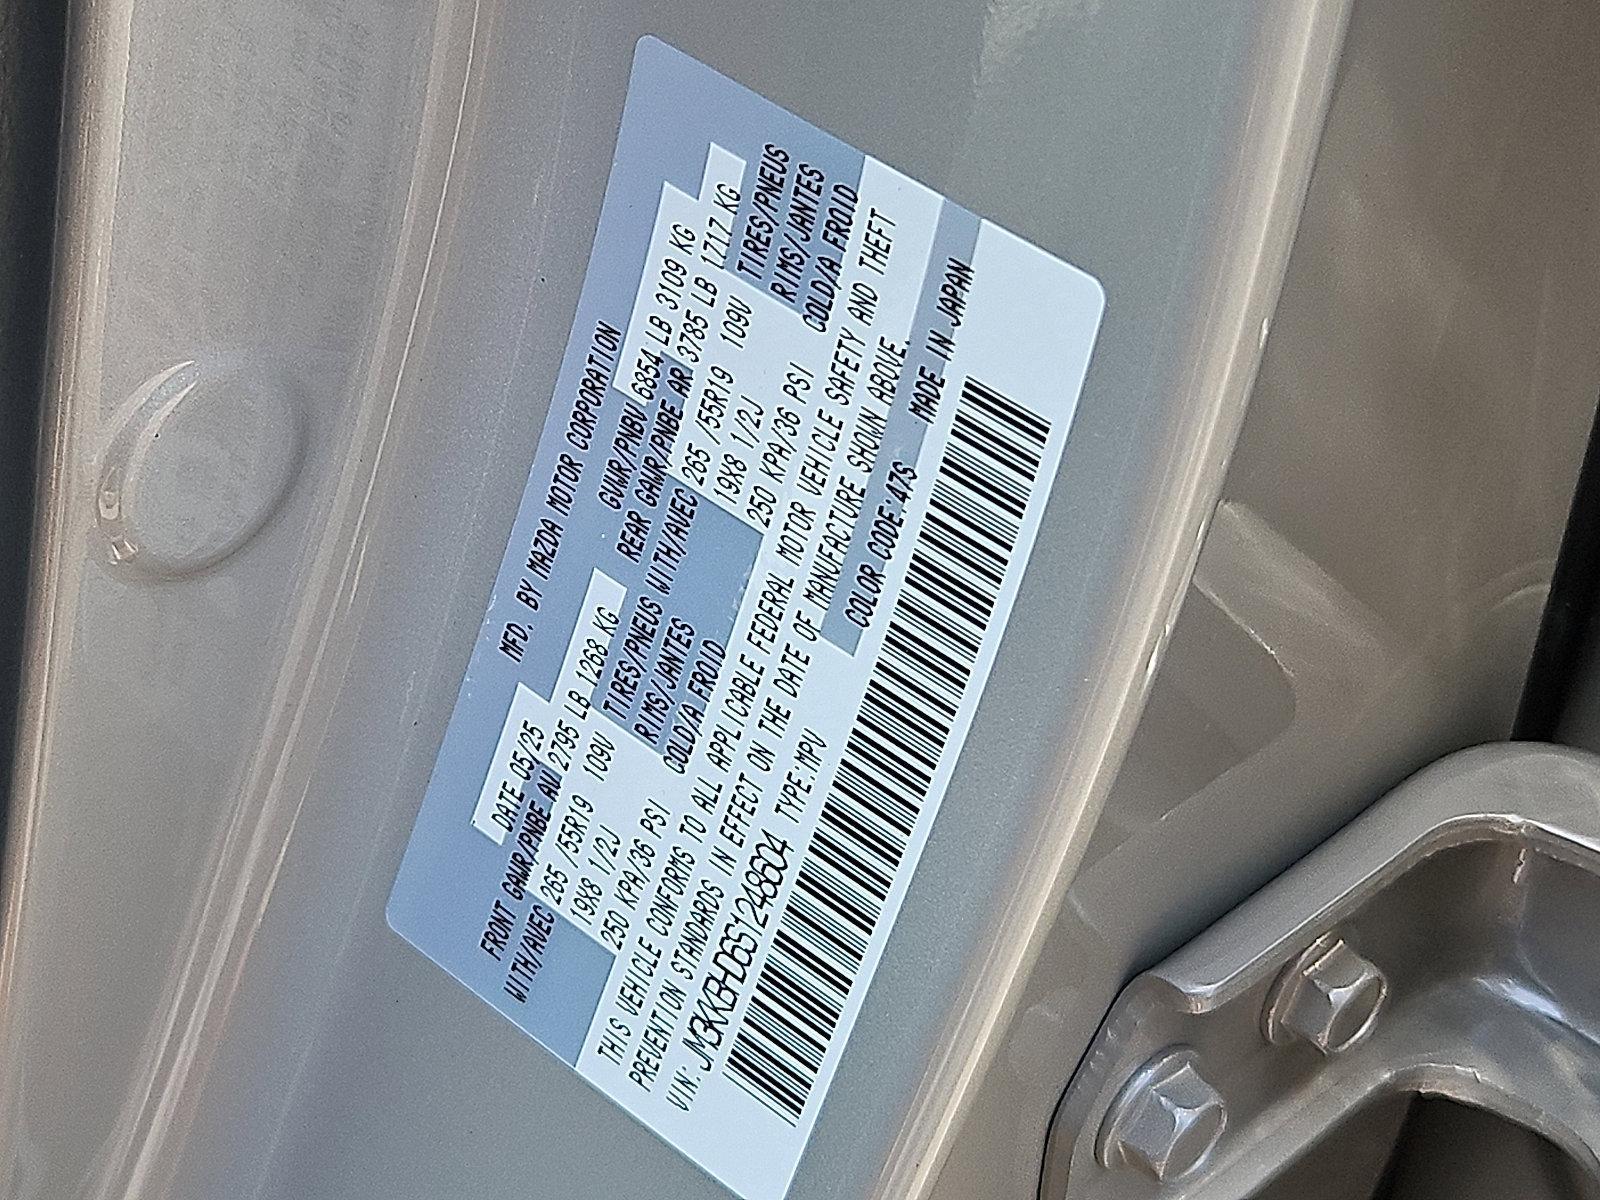 MFD. BY MAZDA MOTOR CORPORATION
DATE 05/25 GVWR/PNBV 6854 LB 3109 KG
FRONT GAWR/PNBE AV 2795 LB 1268 KG REAR GAWR/PNBE AR 3785 LB 1717 KG
WITH/AVEC 265 /55R19 109V TIRES/PNEUS WITH/AVEC 265 /55R19 109V TIRES/PNEUS
19X8 1/2J RIMS/JANTES 19X8 1/2J RIMS/JANTES
250 KPA/36 PSI COLD/A FROID 250 KPA/36 PSI COLD/A FROID
THIS VEHICLE CONFORMS TO ALL APPLICABLE FEDERAL MOTOR VEHICLE SAFETY AND THEFT
PREVENTION STANDARDS IN EFFECT ON THE DATE OF MANUFACTURE SHOWN ABOVE.
VIN: JM3KKBHD6S1248604 TYPE:MPV COLOR CODE:47S MADE IN JAPAN